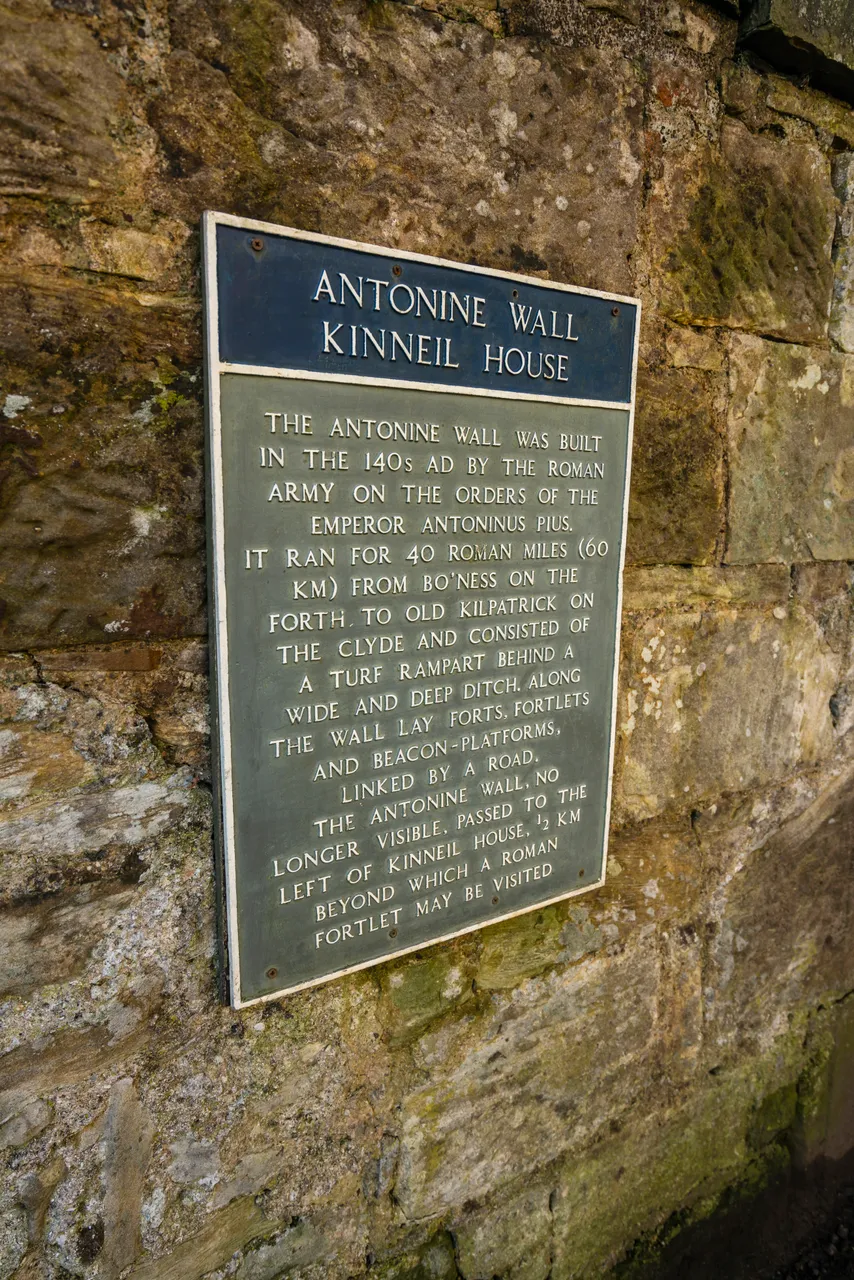 ANTONINE WALL
KINNEIL HOUSE
THE ANTONINE WALL WAS BUILT
IN THE 140s AD BY THE ROMAN
ARMY ON THE ORDERS OF THE
EMPEROR ANTONINUS PIUS.
IT RAN FOR 40 ROMAN MILES (60
KM) FROM BO'NESS ON THE
FORTH TO OLD KILPATRICK ON
THE CLYDE AND CONSISTED OF
A TURF RAMPART BEHIND A
WIDE AND DEEP DITCH. ALONG
THE WALL LAY FORTS, FORTLETS
AND BEACON-PLATFORMS,
LINKED BY A ROAD.
THE ANTONINE WALL, NO
LONGER VISIBLE, PASSED TO THE
LEFT OF KINNEIL HOUSE, ½ KM
BEYOND WHICH A ROMAN
FORTLET MAY BE VISITED